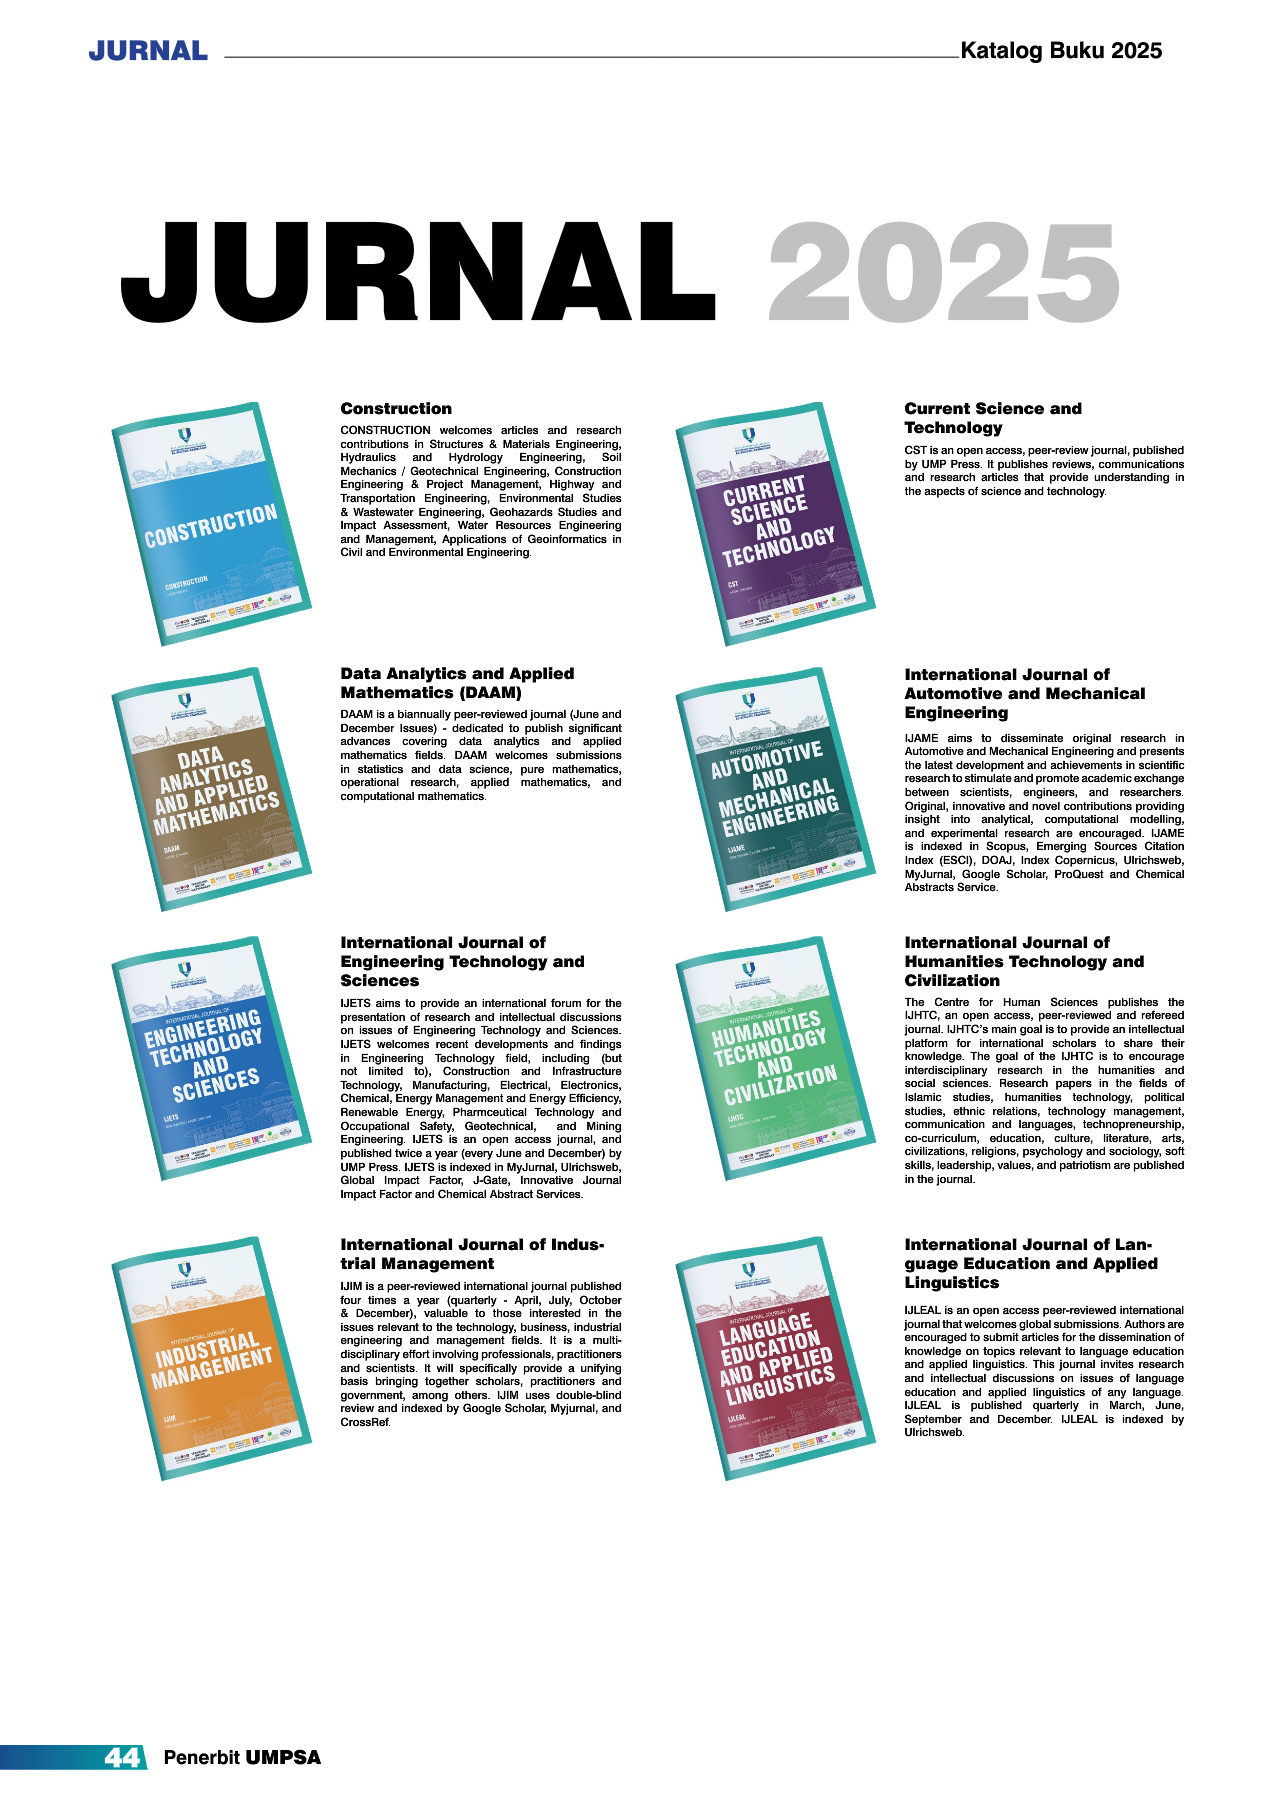 JURNAL
Katalog Buku 2025
JURNAL 2025
CONSTRUCTION
CONSTRUCTION
Construction
CONSTRUCTION welcomes articles and research
contributions in Structures & Materials Engineering,
Hydraulics and Hydrology Engineering, Soil
Mechanics / Geotechnical Engineering, Construction
Engineering & Project Management, Highway and
Transportation Engineering, Environmental Studies
& Wastewater Engineering, Geohazards Studies and
Impact Assessment, Water Resources Engineering
and Management, Applications of Geoinformatics in
Civil and Environmental Engineering.
CURRENT
SCIENCE
AND
TECHNOLOGY
CST
Current Science and
Technology
CST is an open access, peer-review journal, published
by UMP Press. It publishes reviews, communications
and research articles that provide understanding in
the aspects of science and technology.
DATA
ANALYTICS
AND APPLIED
MATHEMATICS
DAAM
Data Analytics and Applied
Mathematics (DAAM)
DAAM is a biannually peer-reviewed journal (June and
December Issues) - dedicated to publish significant
advances covering data analytics and applied
mathematics fields. DAAM welcomes submissions
in statistics and data science, pure mathematics,
operational research, applied mathematics, and
computational mathematics.
INTERNATIONAL JOURNAL OF
AUTOMOTIVE
AND
MECHANICAL
ENGINEERING
IJAME
International Journal of
Automotive and Mechanical
Engineering
IJAME aims to disseminate original research in
Automotive and Mechanical Engineering and presents
the latest development and achievements in scientific
research to stimulate and promote academic exchange
between scientists, engineers, and researchers.
Original, innovative and novel contributions providing
insight into analytical, computational modelling,
and experimental research are encouraged. IJAME
is indexed in Scopus, Emerging Sources Citation
Index (ESCI), DOAJ, Index Copernicus, Ulrichsweb,
MyJurnal, Google Scholar, ProQuest and Chemical
Abstracts Service.
INTERNATIONAL JOURNAL OF
ENGINEERING
TECHNOLOGY
AND
SCIENCES
IJETS
International Journal of
Engineering Technology and
Sciences
IJETS aims to provide an international forum for the
presentation of research and intellectual discussions
on issues of Engineering Technology and Sciences.
IJETS welcomes recent developments and findings
in Engineering Technology field, including (but
not limited to), Construction and Infrastructure
Technology, Manufacturing, Electrical, Electronics,
Chemical, Energy Management and Energy Efficiency,
Renewable Energy, Pharmceutical Technology and
Occupational Safety, Geotechnical, and Mining
Engineering. IJETS is an open access journal, and
published twice a year (every June and December) by
UMP Press. IJETS is indexed in MyJurnal, Ulrichsweb,
Global Impact Factor, J-Gate, Innovative Journal
Impact Factor and Chemical Abstract Services.
INTERNATIONAL JOURNAL OF
HUMANITIES
TECHNOLOGY
AND
CIVILIZATION
IJHTC
International Journal of
Humanities Technology and
Civilization
The Centre for Human Sciences publishes the
IJHTC, an open access, peer-reviewed and refereed
journal. IJHTC's main goal is to provide an intellectual
platform for international scholars to share their
knowledge. The goal of the IJHTC is to encourage
interdisciplinary research in the humanities and
social sciences. Research papers in the fields of
Islamic studies, humanities technology, political
studies, ethnic relations, technology management,
communication and languages, technopreneurship,
co-curriculum, education, culture, literature, arts,
civilizations, religions, psychology and sociology, soft
skills, leadership, values, and patriotism are published
in the journal.
INTERNATIONAL JOURNAL OF
INDUSTRIAL
MANAGEMENT
IJIM
International Journal of Indus-
trial Management
IJIM is a peer-reviewed international journal published
four times a year (quarterly - April, July, October
& December), valuable to those interested in the
issues relevant to the technology, business, industrial
engineering and management fields. It is a multi-
disciplinary effort involving professionals, practitioners
and scientists. It will specifically provide a unifying
basis bringing together scholars, practitioners and
government, among others. IJIM uses double-blind
review and indexed by Google Scholar, Myjurnal, and
CrossRef.
INTERNATIONAL JOURNAL OF
LANGUAGE
EDUCATION
AND APPLIED
LINGUISTICS
IJLEAL
International Journal of Lan-
guage Education and Applied
Linguistics
IJLEAL is an open access peer-reviewed international
journal that welcomes global submissions. Authors are
encouraged to submit articles for the dissemination of
knowledge on topics relevant to language education
and applied linguistics. This journal invites research
and intellectual discussions on issues of language
education and applied linguistics of any language.
IJLEAL is published quarterly in March, June,
September and December. IJLEAL is indexed by
Ulrichsweb.
44
Penerbit UMPSA